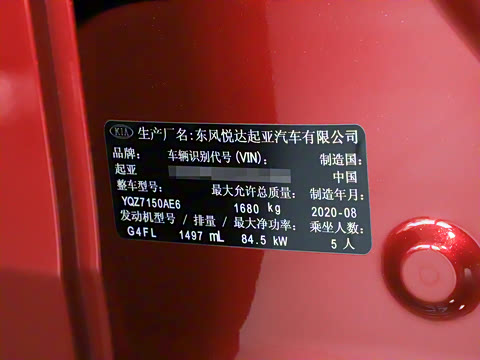 KIA 生产厂名:东风悦达起亚汽车有限公司
品牌: 车辆识别代号(VIN): 制造国:
起亚 中国
整车型号: 最大允许总质量: 制造年月:
YQZ7150AE6 1680 kg 2020-08
发动机型号/排量/最大净功率: 乘坐人数:
G4FL 1497 mL 84.5 kW 5人